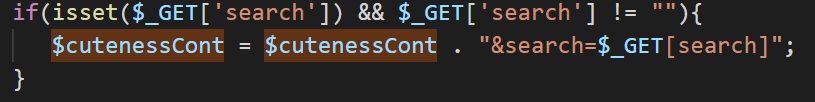 if(isset($_GET['search']) && $_GET['search'] != ""){
$cutenessCont = $cutenessCont . "&search=$_GET[search]";
}